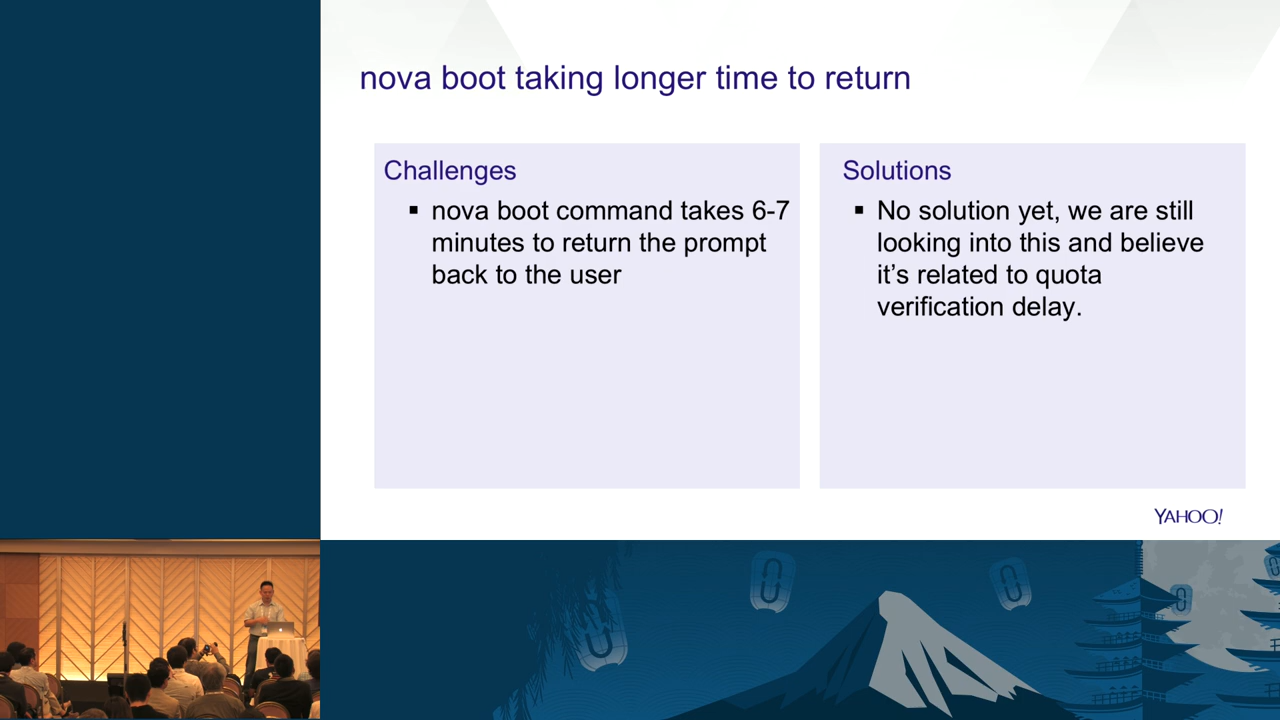 nova boot taking longer time to return
Challenges
▪ nova boot command takes 6-7
minutes to return the prompt
back to the user
Solutions
▪ No solution yet, we are still
looking into this and believe
it's related to quota
verification delay.
YAHOO!